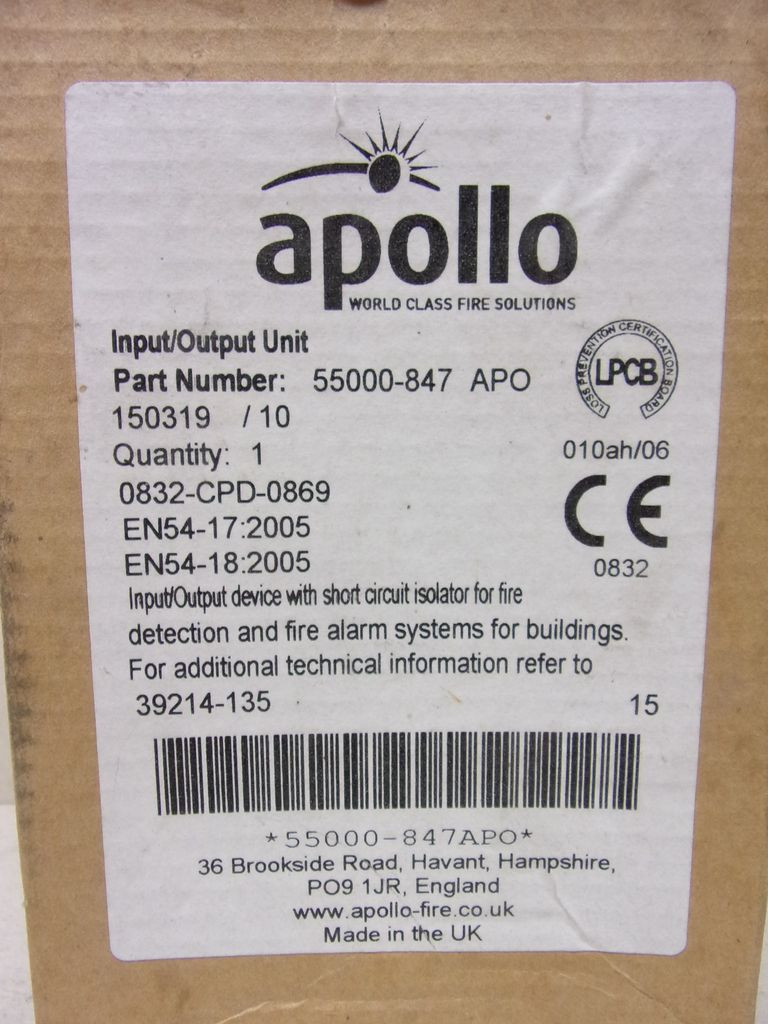 apollo
WORLD CLASS FIRE SOLUTIONS
Input/Output Unit
Part Number: 55000-847 APO
150319 / 10
Quantity: 1
0832-CPD-0869
EN54-17:2005
EN54-18:2005
LOSS PREVENTION CERTIFICATION BOARD
LPCB
010ah/06
CE
0832
Input/Output device with short circuit isolator for fire
detection and fire alarm systems for buildings.
For additional technical information refer to
39214-135 15
*55000-847APO*
36 Brookside Road, Havant, Hampshire,
PO9 1JR, England
www.apollo-fire.co.uk
Made in the UK